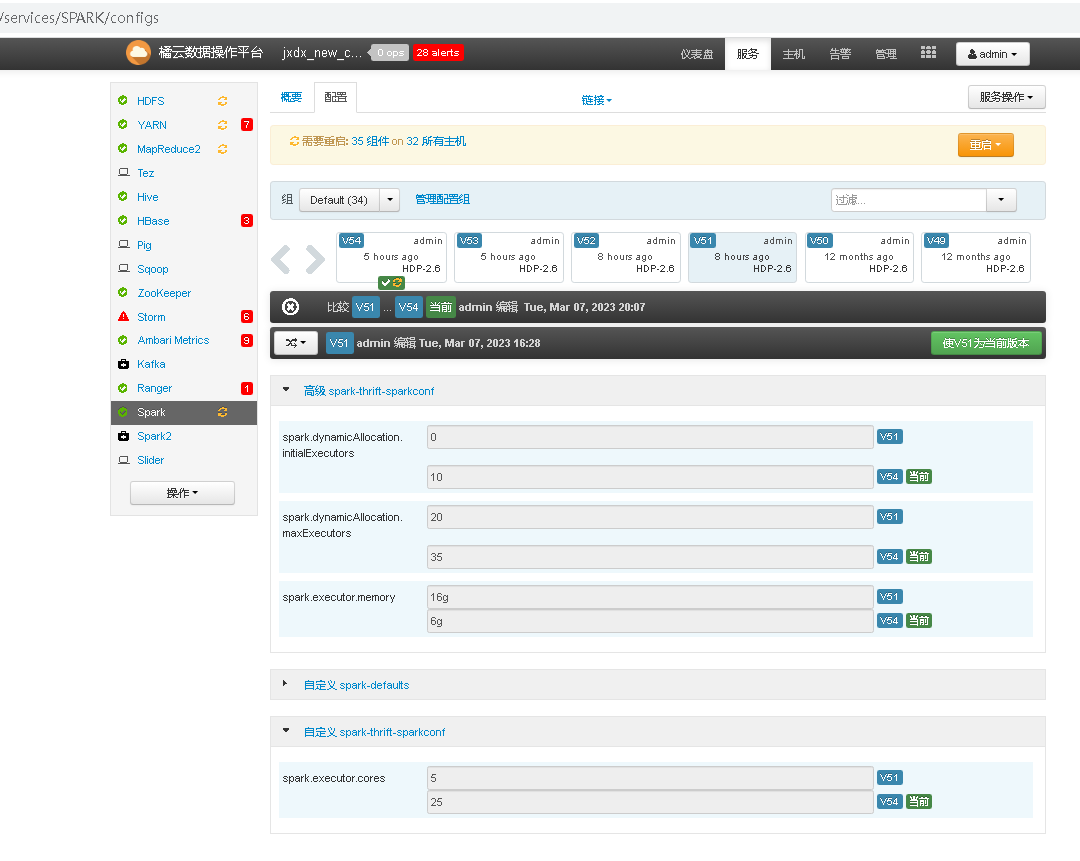 /services/SPARK/configs
橘云数据操作平台 jxdx_new_c... 0 ops 28 alerts 仪表盘 服务 主机 告警 管理 admin
HDFS
YARN 7
MapReduce2
Tez
Hive
HBase 3
Pig
Sqoop
ZooKeeper
Storm 6
Ambari Metrics 9
Kafka
Ranger 1
Spark
Spark2
Slider
操作
概要 配置 链接 服务操作
需要重启: 35 组件 on 32 所有主机 重启
组 Default (34) 管理配置组 过滤...
V54 admin
5 hours ago
HDP-2.6
V53 admin
5 hours ago
HDP-2.6
V52 admin
8 hours ago
HDP-2.6
V51 admin
8 hours ago
HDP-2.6
V50 admin
12 months ago
HDP-2.6
V49 admin
12 months ago
HDP-2.6
比较 V51 ... V54 当前 admin 编辑 Tue, Mar 07, 2023 20:07
V51 admin 编辑 Tue, Mar 07, 2023 16:28 使V51为当前版本
高级 spark-thrift-sparkconf
spark.dynamicAllocation.
initialExecutors
0 V51
10 V54 当前
spark.dynamicAllocation.
maxExecutors
20 V51
35 V54 当前
spark.executor.memory 16g V51
6g V54 当前
自定义 spark-defaults
自定义 spark-thrift-sparkconf
spark.executor.cores 5 V51
25 V54 当前